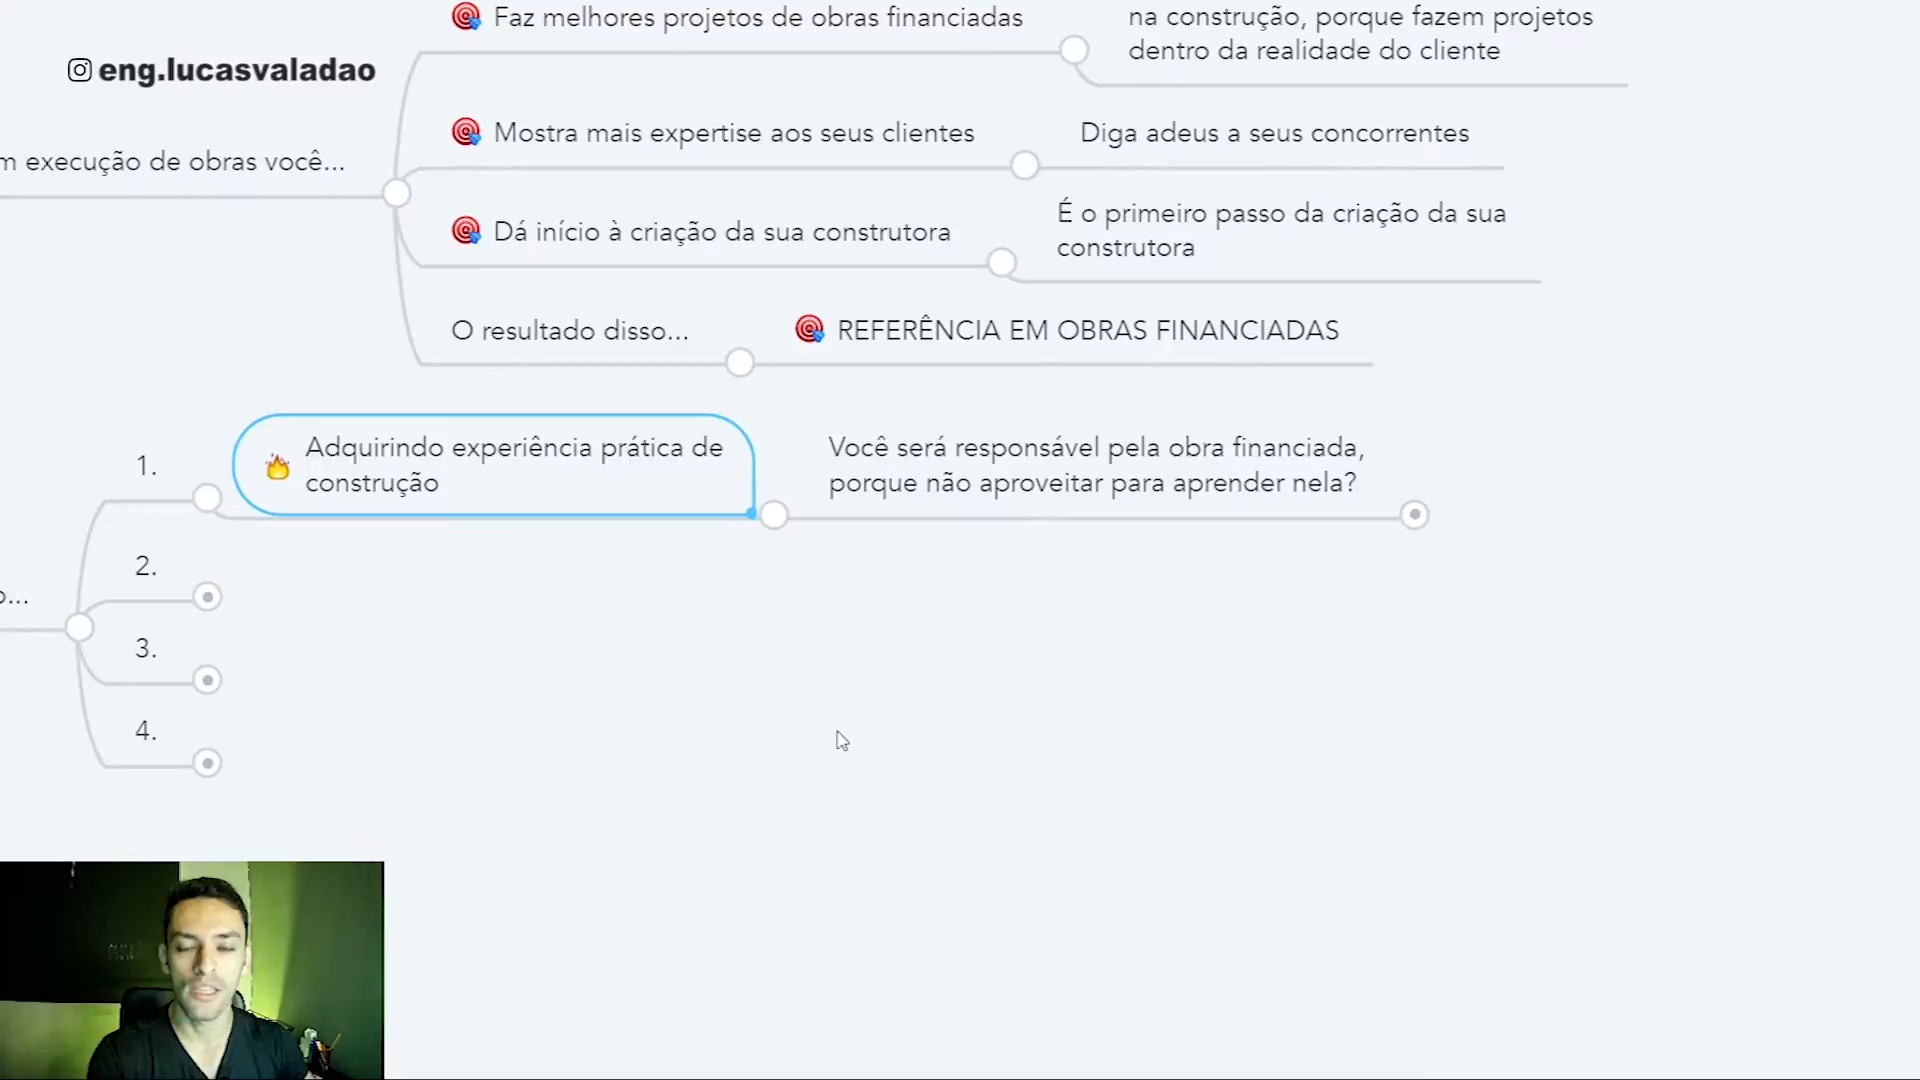 Faz melhores projetos de obras financiadas
na construção, porque fazem projetos
dentro da realidade do cliente
eng.lucasvaladao
Mostra mais expertise aos seus clientes
Diga adeus a seus concorrentes
m execução de obras você...
Dá início à criação da sua construtora
É o primeiro passo da criação da sua
construtora
O resultado disso...
REFERÊNCIA EM OBRAS FINANCIADAS
1.
Adquirindo experiência prática de
construção
Você será responsável pela obra financiada,
porque não aproveitar para aprender nela?
2.
o...
3.
4.